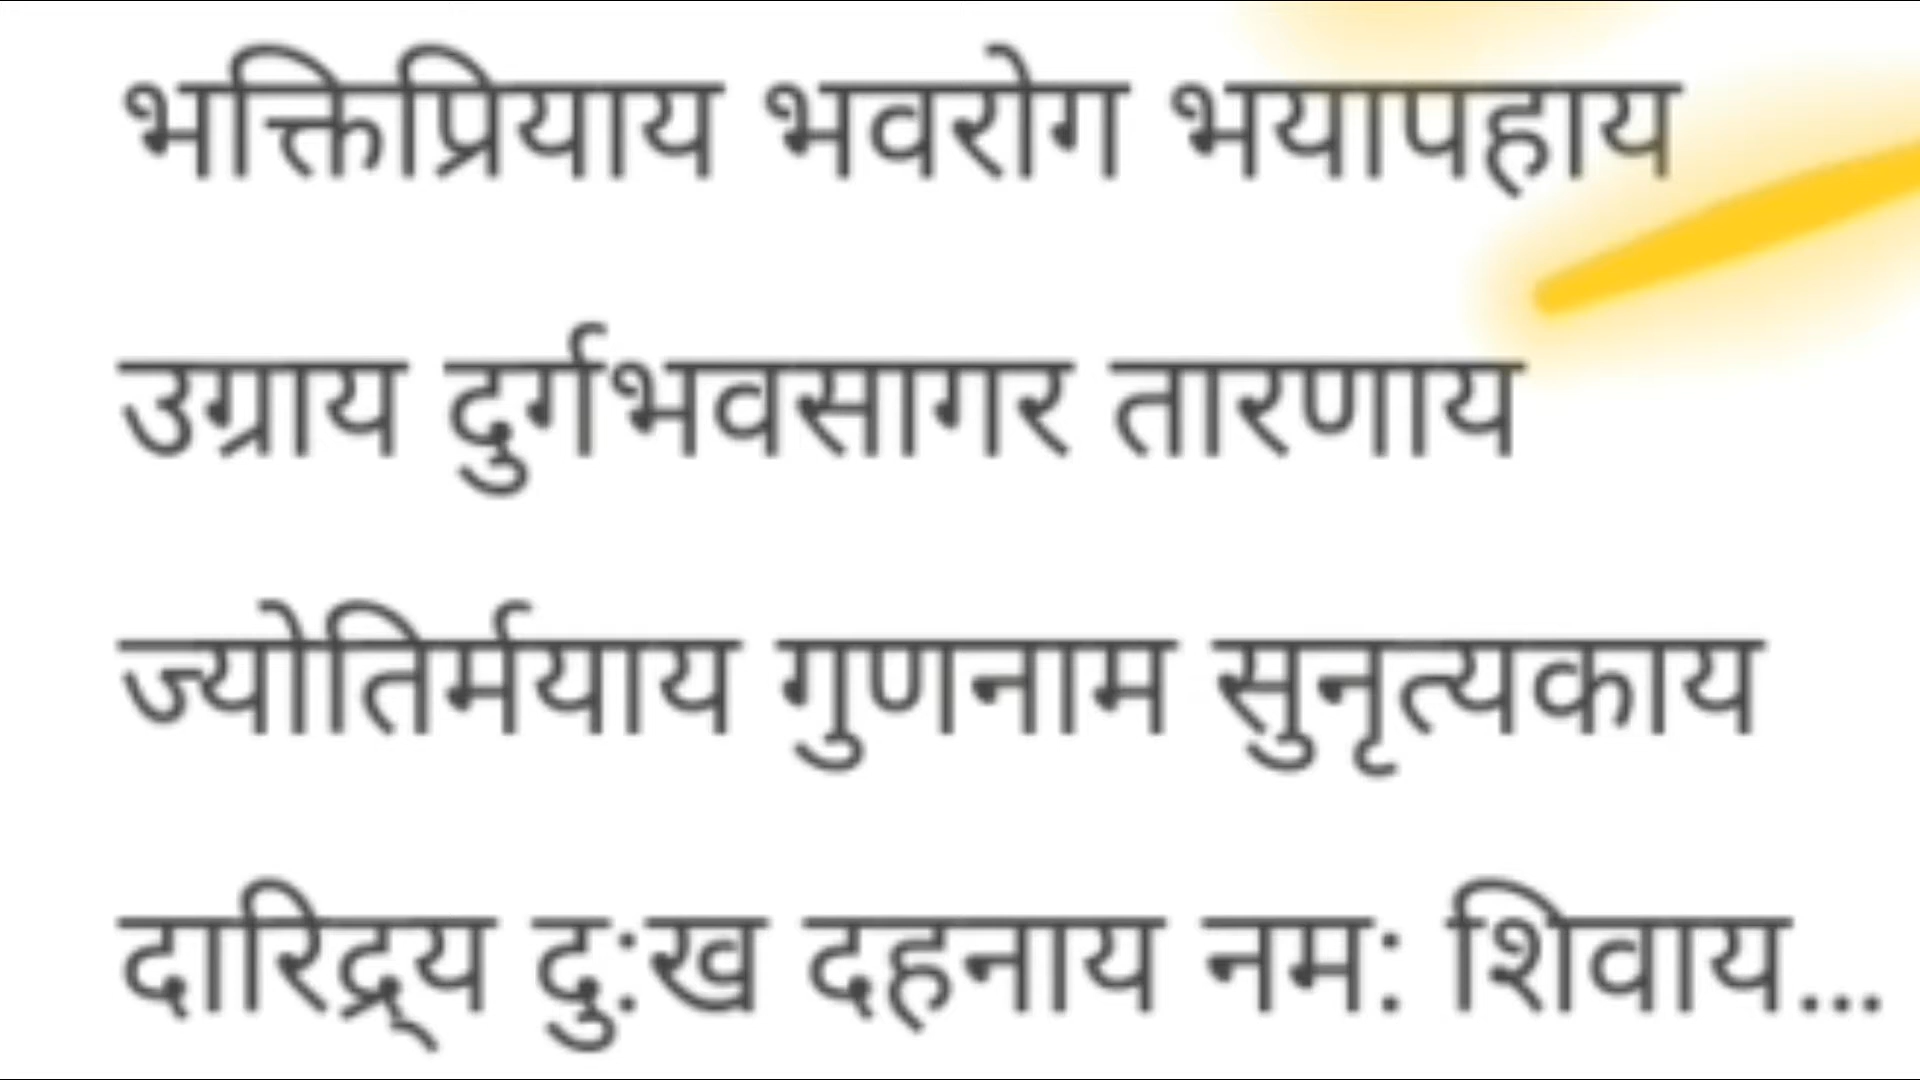 भक्तिप्रियाय भवरोग भयापहाय
उग्राय दुर्गभवसागर तारणाय
ज्योतिर्मयाय गुणनाम सुनृत्यकाय
दारिद्र्य दु:ख दहनाय नम: शिवाय...